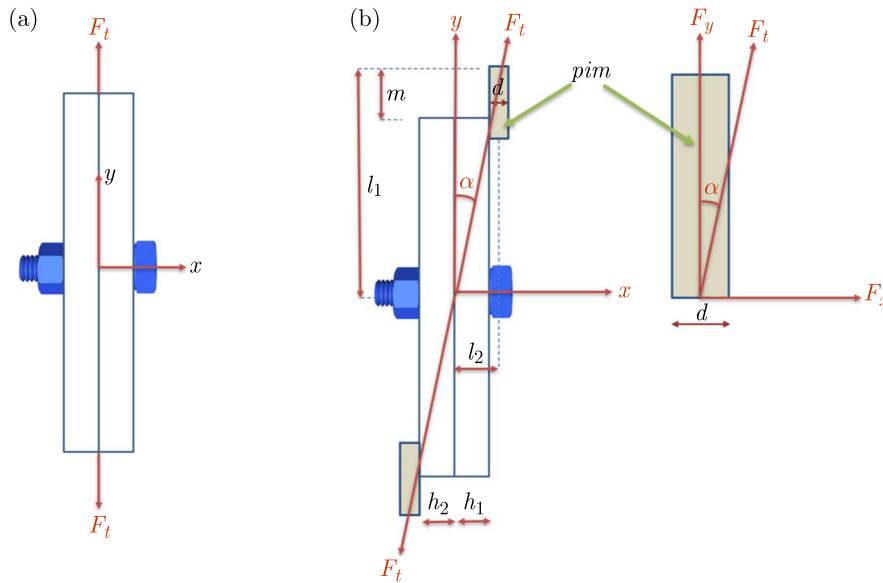 (a)
F_t
y
x
F_t
(b)
y
F_t
m
d
pim
α
l_1
x
l_2
h_2
h_1
F_t
F_y
F_t
α
F_x
d